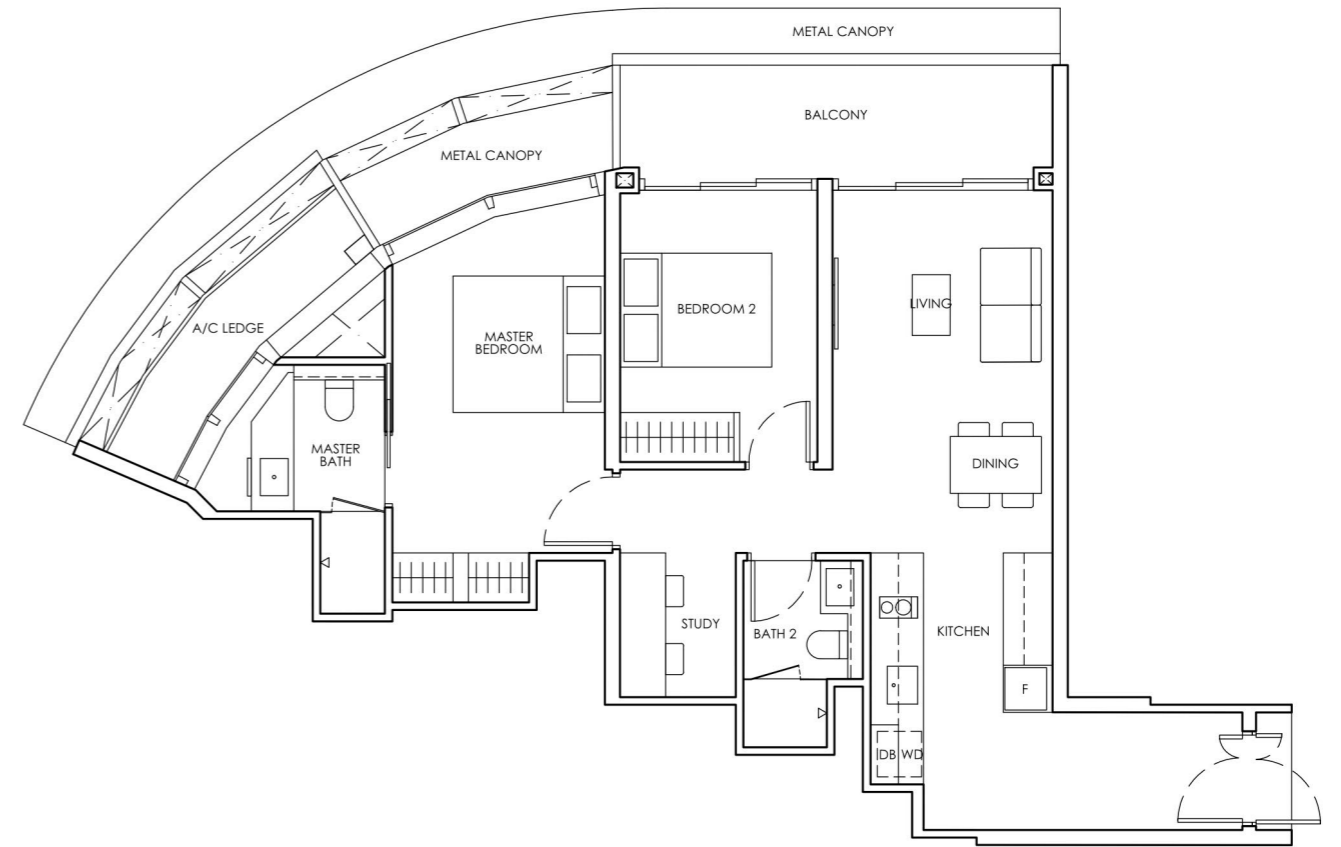 METAL CANOPY
BALCONY
METAL CANOPY
A/C LEDGE
MASTER
BEDROOM
BEDROOM 2
LIVING
MASTER
BATH
DINING
STUDY
BATH 2
KITCHEN
F
DB WD